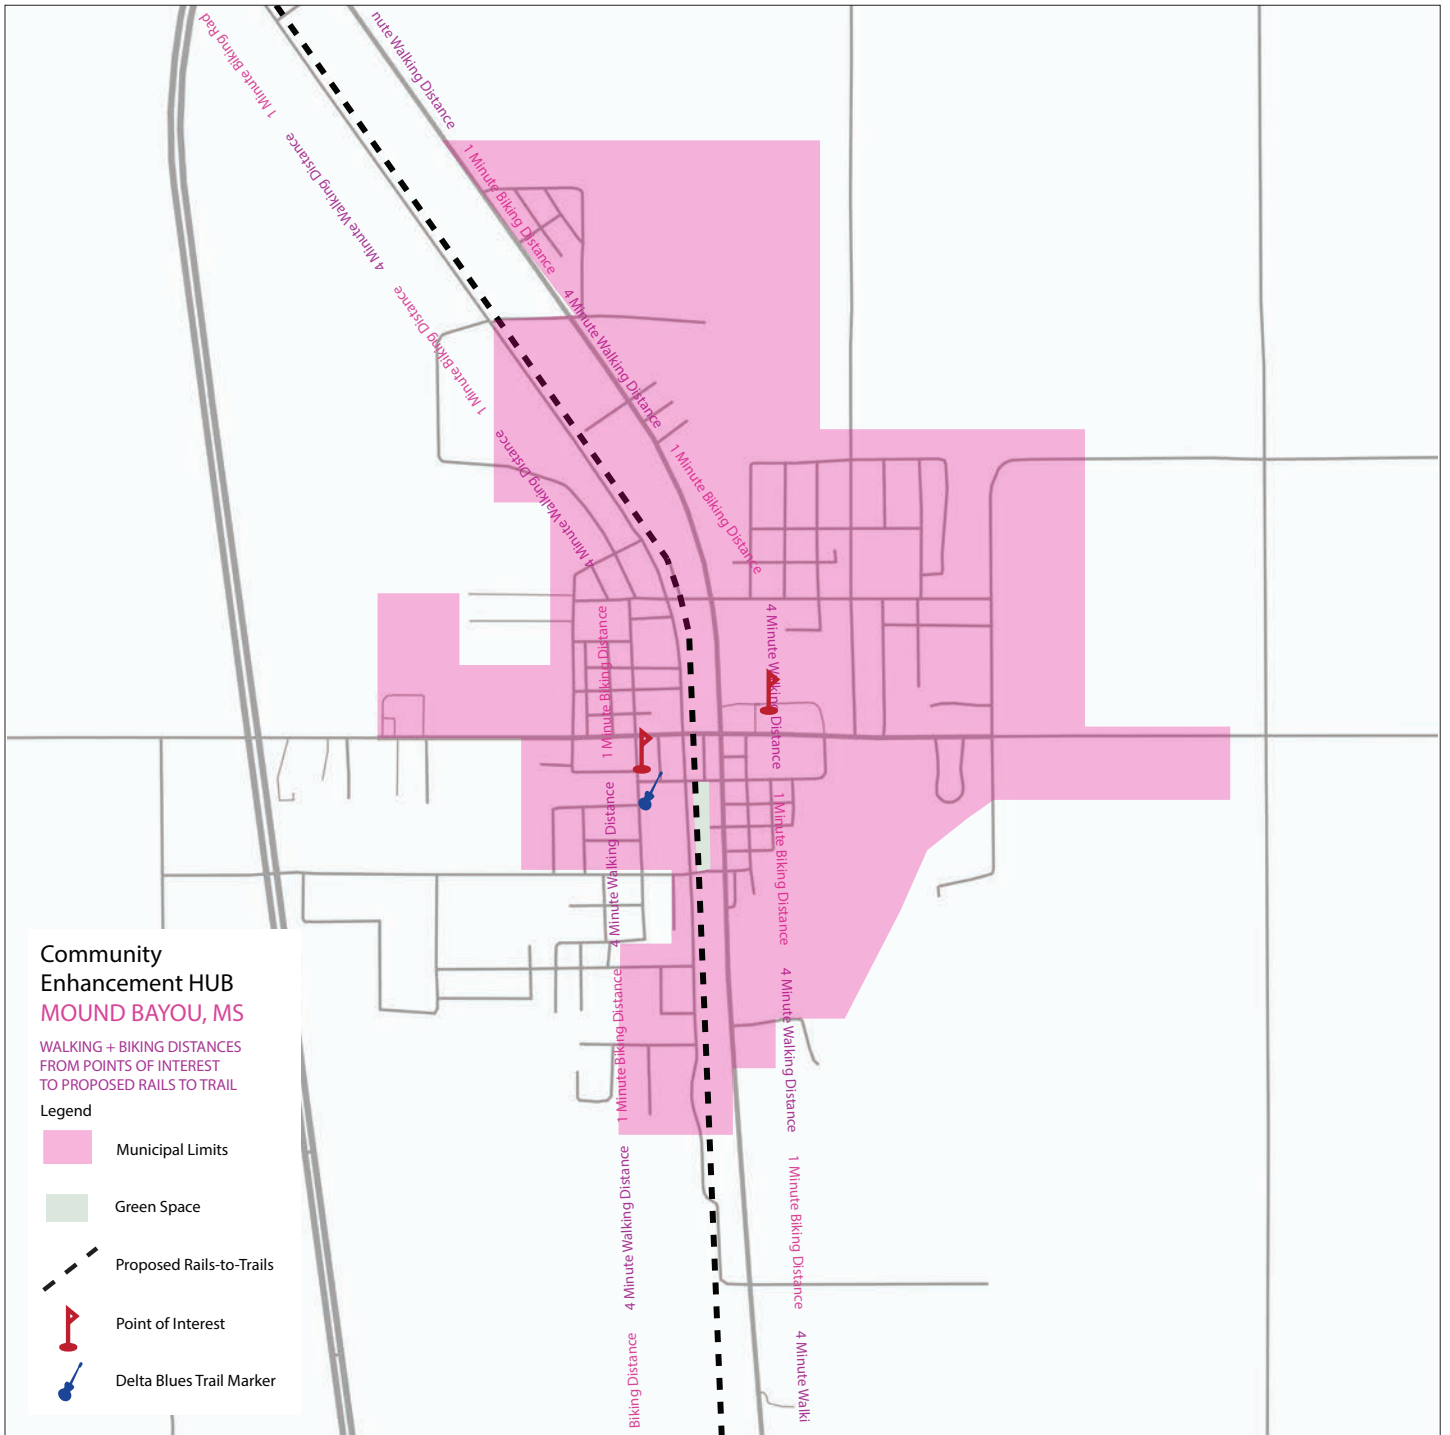 1 Minute Biking Rad
nute Walking Distance
4 Minute Walking Distance
1 Minute Biking Distance
1 Minute Biking Distance
4 Minute Walking Distance
4 Minute Walking Distance
1 Minute Biking Distance
1 Minute Biking Distance
4 Minute Walking Distance
4 Minute Walking Distance
1 Minute Biking Distance
1 Minute Biking Distance
4 Minute Walking Distance
4 Minute Walking Distance
1 Minute Biking Distance
Biking Distance
4 Minute Walki
Community
Enhancement HUB
MOUND BAYOU, MS
WALKING + BIKING DISTANCES
FROM POINTS OF INTEREST
TO PROPOSED RAILS TO TRAIL
Legend
Municipal Limits
Green Space
Proposed Rails-to-Trails
Point of Interest
Delta Blues Trail Marker